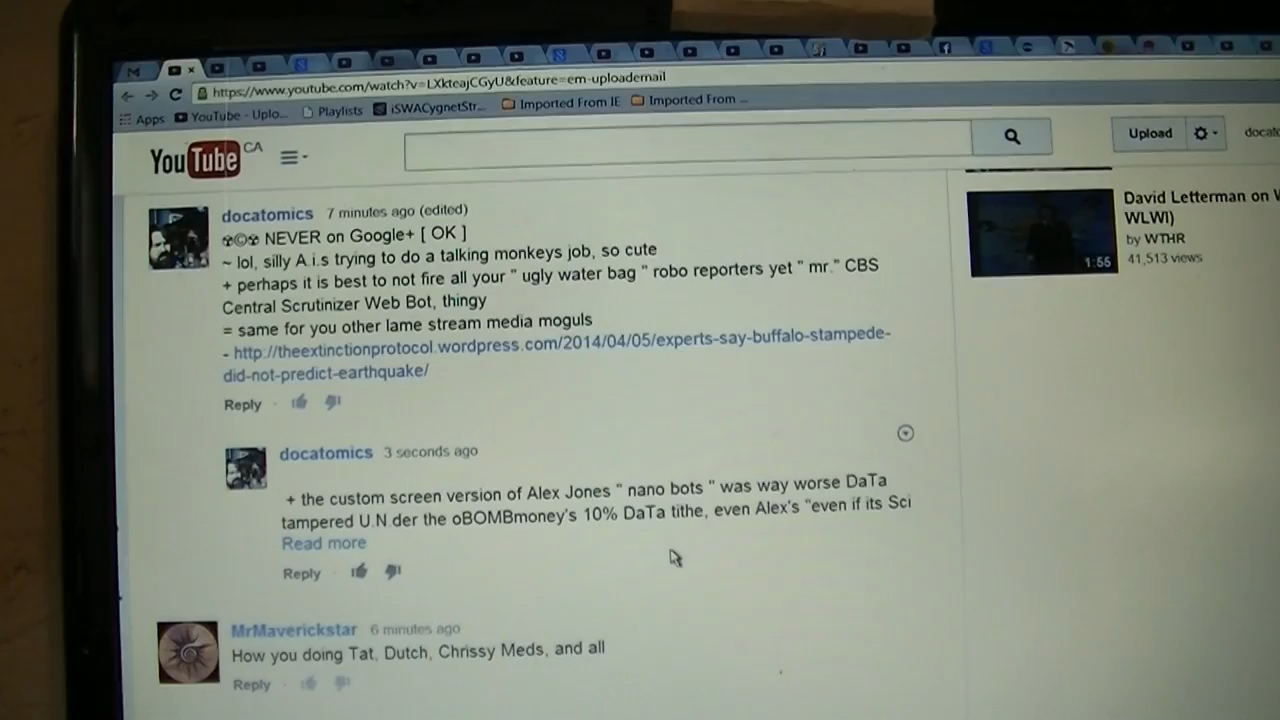 https://www.youtube.com/watch?v=LXkteajCGyU&feature=em-uploademail
Apps YouTube - Uplo... Playlists iSWACygnetStr... Imported From IE Imported From ...
YouTube CA
Upload
docato
docatomics 7 minutes ago (edited)
☢©☢ NEVER on Google+ [ OK ]
~ lol, silly A.i.s trying to do a talking monkeys job, so cute
+ perhaps it is best to not fire all your " ugly water bag " robo reporters yet " mr." CBS
Central Scrutinizer Web Bot, thingy
= same for you other lame stream media moguls
- http://theextinctionprotocol.wordpress.com/2014/04/05/experts-say-buffalo-stampede-
did-not-predict-earthquake/
Reply
docatomics 3 seconds ago
+ the custom screen version of Alex Jones " nano bots " was way worse DaTa
tampered U.N.der the oBOMBmoney's 10% DaTa tithe, even Alex's "even if its Sci
Read more
Reply
MrMaverickstar 6 minutes ago
How you doing Tat, Dutch, Chrissy Meds, and all
Reply
David Letterman on
WLWI)
by WTHR
41,513 views
1:55